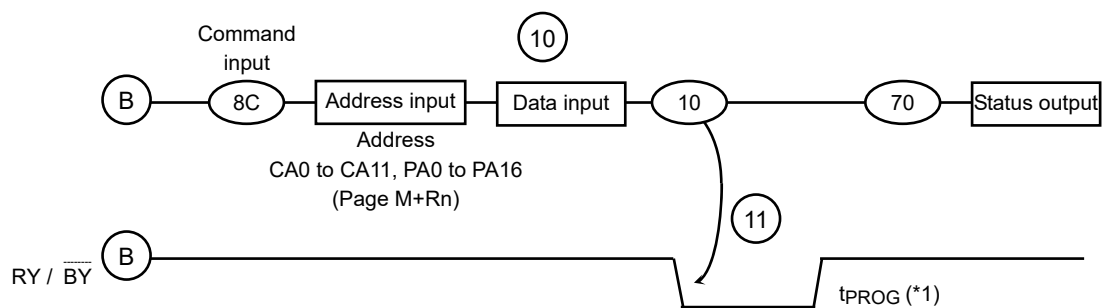 10
Command
input
B
8C
Address input
Data input
10
70
Status output
Address
CA0 to CA11, PA0 to PA16
(Page M+Rn)
11
B
RY / BY
tPROG (*1)